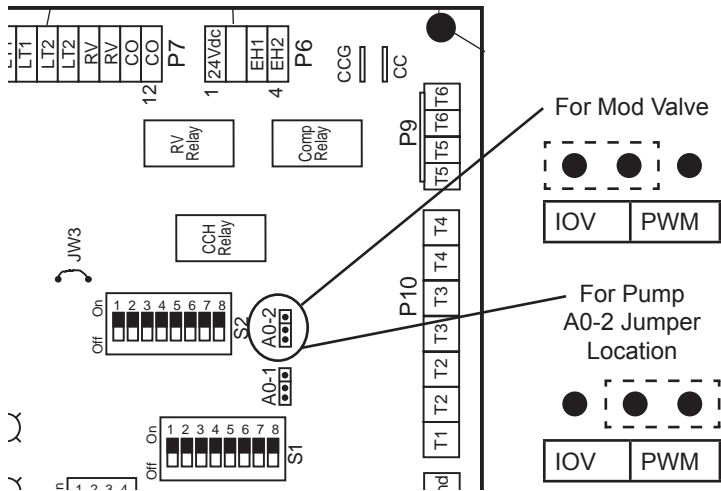 LT1
LT2
LT2
RV
RV
CO
CO
P7
12
24Vdc
EH1
EH2
P6
1
4
CCG
CC
RV
Relay
Comp
Relay
CCH
Relay
P9
T6
T6
T5
T5
P10
T4
T4
T3
T3
T2
T2
T1
JW3
On
Off
1 2 3 4 5 6 7 8
S2
A0-2
A0-1
On
Off
1 2 3 4 5 6 7 8
S1
1 2 3 4
For Mod Valve
IOV PWM
For Pump
A0-2 Jumper
Location
IOV PWM